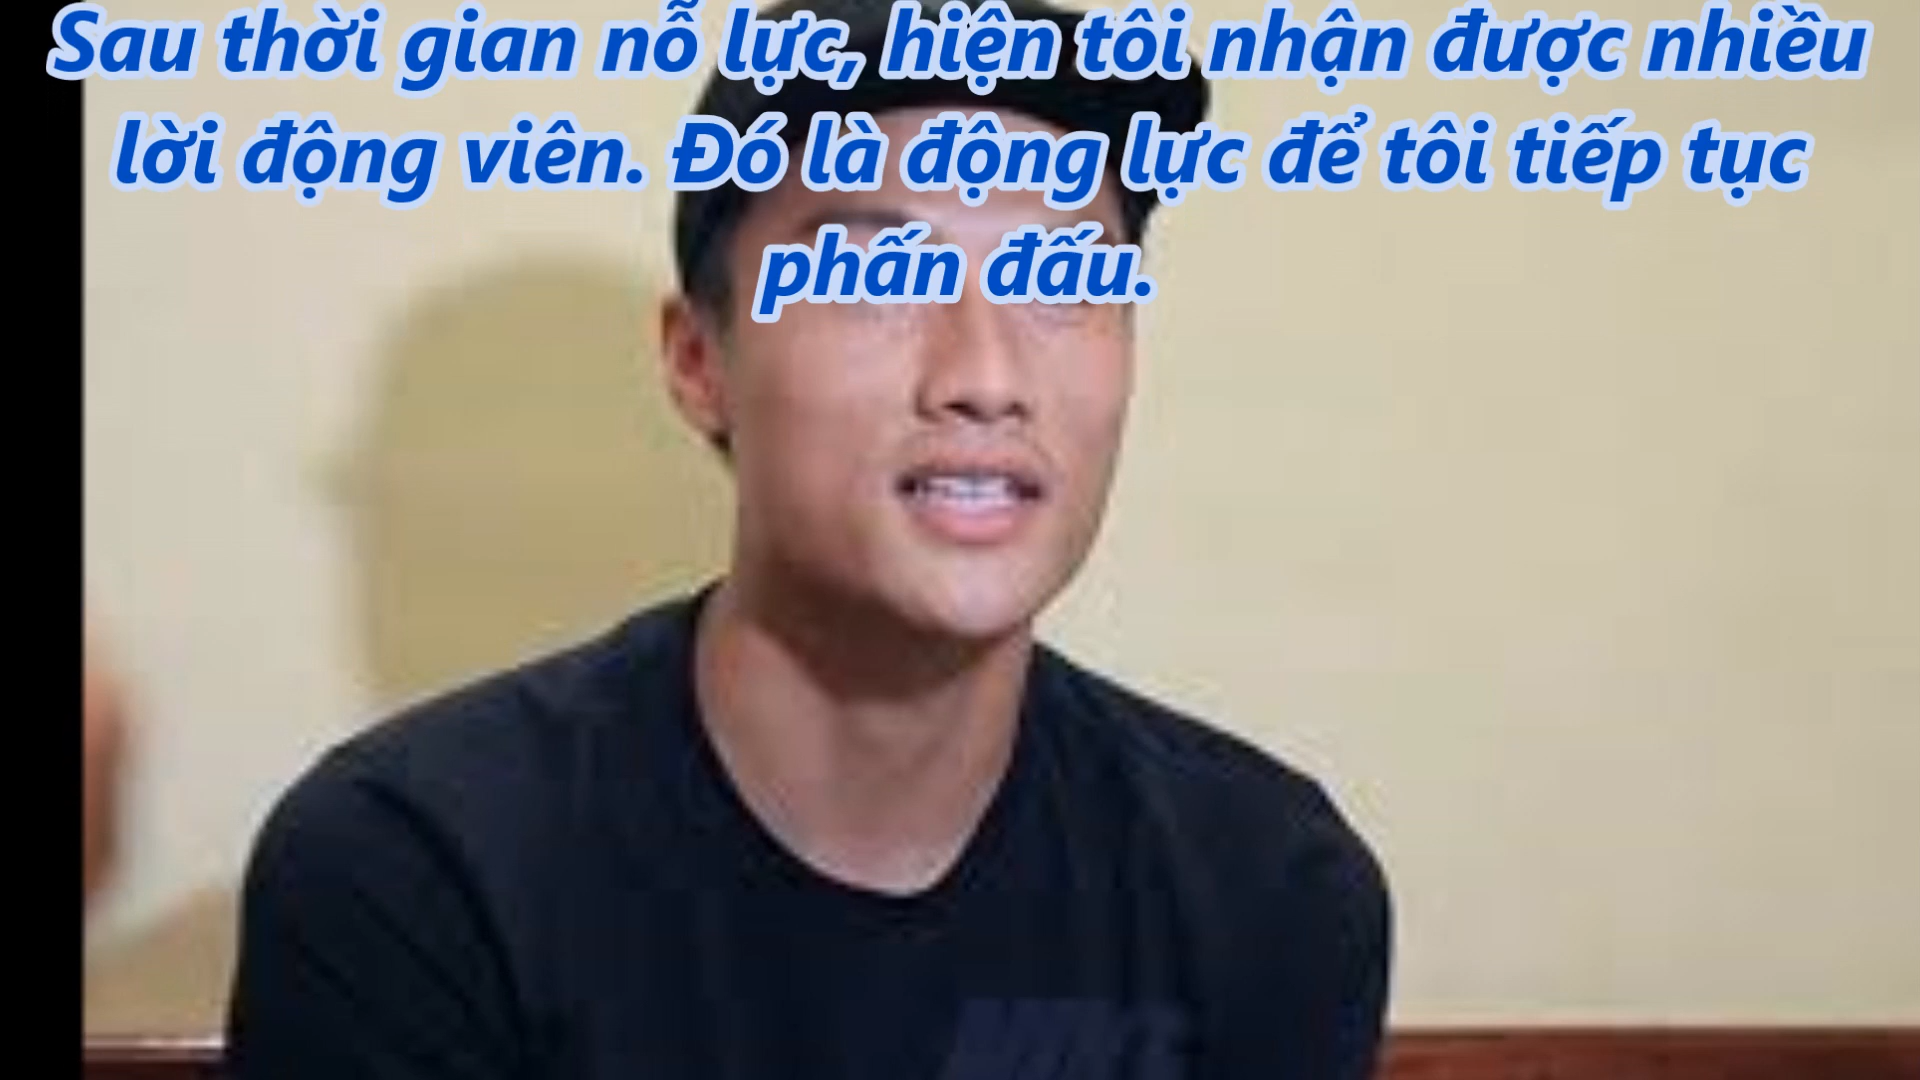 Sau thời gian nỗ lực, hiện tôi nhận được nhiều
lời động viên. Đó là động lực để tôi tiếp tục
phấn đấu.